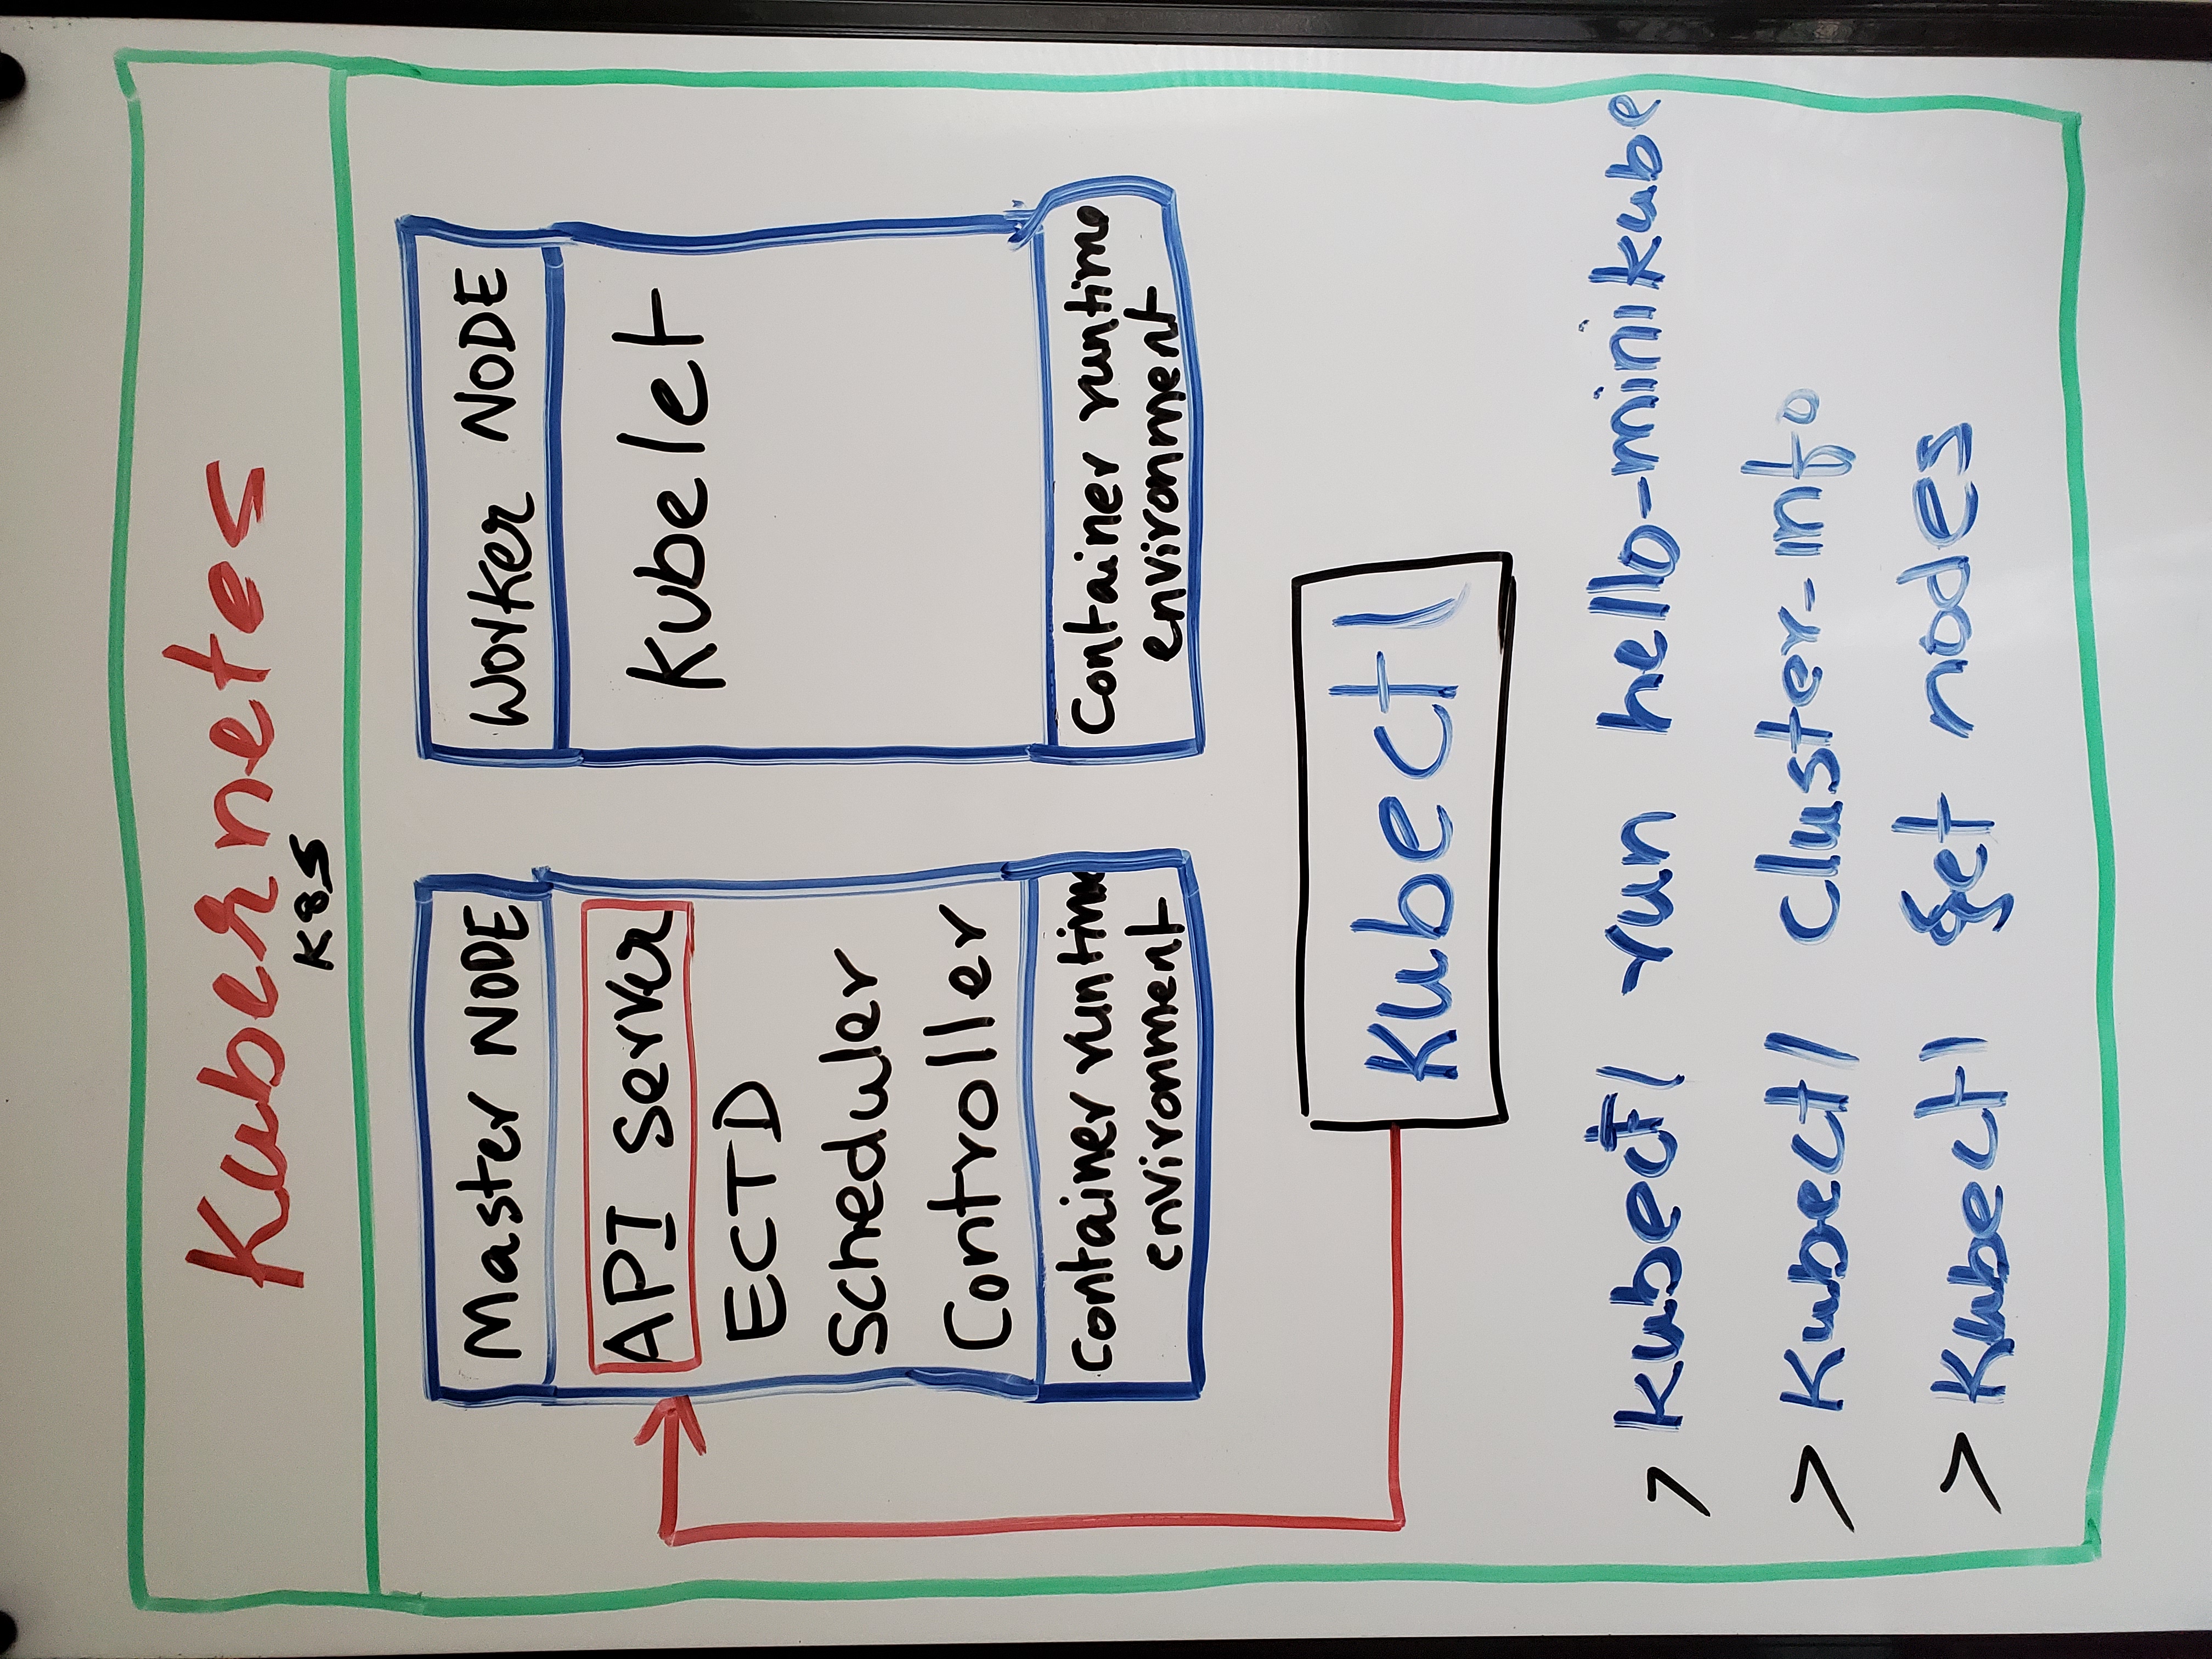 Kubernetes
K8S
Master NODE
API Server
ECTD
Scheduler
Controller
Container runtime
environment
Worker NODE
Kubelet
Container runtime
environment
Kubectl
> Kubectl run hello-minikube
> Kubectl cluster-info
> Kubectl get nodes